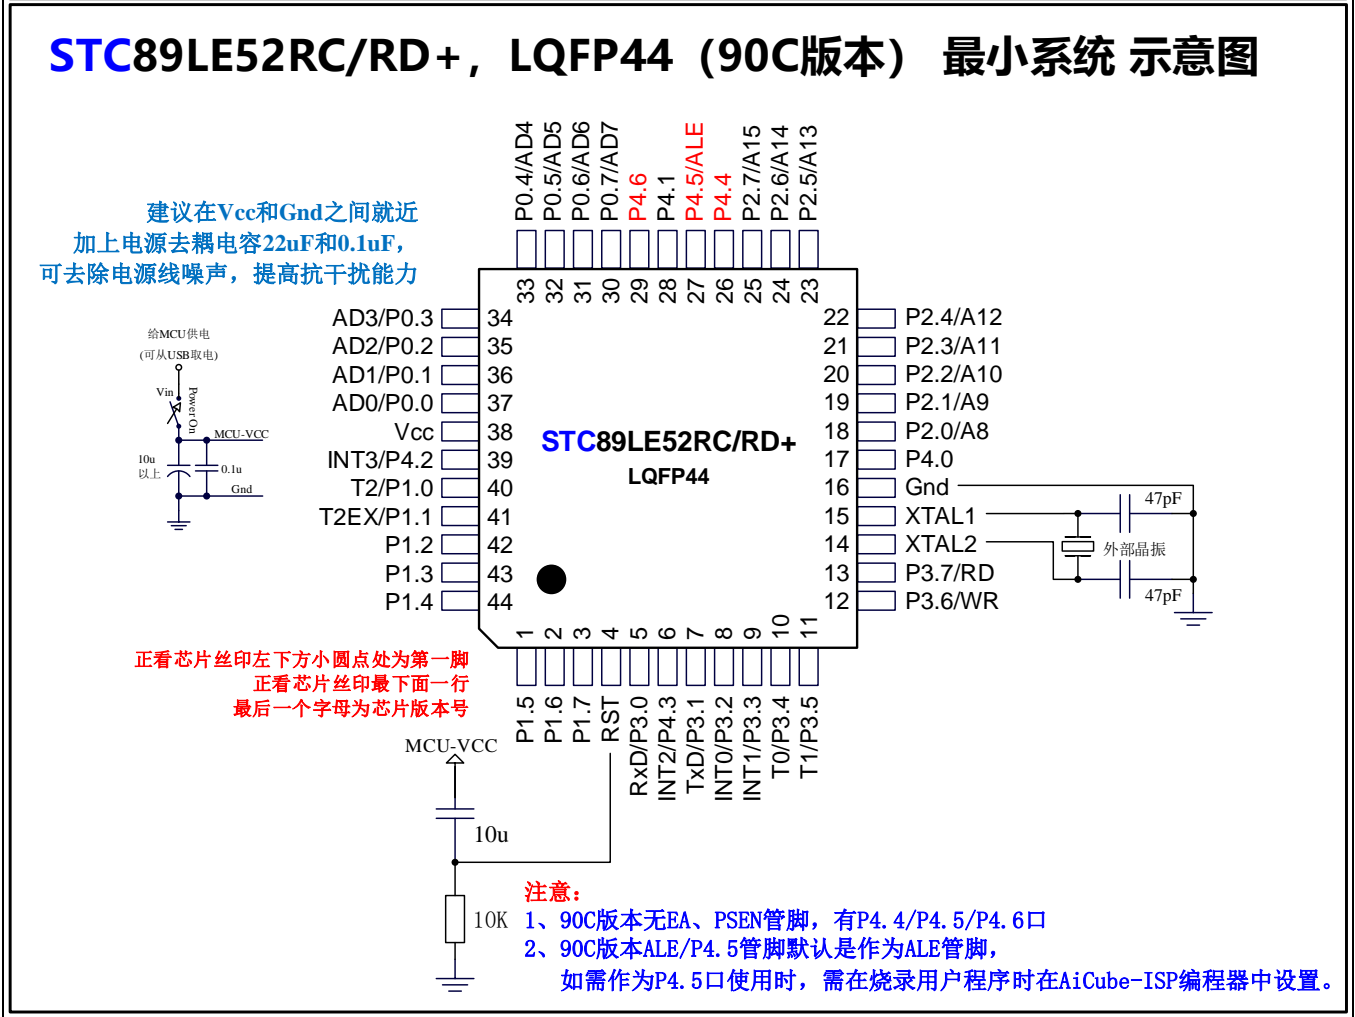 STC89LE52RC/RD+，LQFP44（90C版本） 最小系统 示意图
P0.4/AD4
P0.5/AD5
P0.6/AD6
P0.7/AD7
P4.6
P4.1
P4.5/ALE
P4.4
P2.7/A15
P2.6/A14
P2.5/A13
33
32
31
30
29
28
27
26
25
24
23
建议在Vcc和Gnd之间就近
加上电源去耦电容22uF和0.1uF，
可去除电源线噪声，提高抗干扰能力
给MCU供电
(可从USB取电)
Vin
Power On
MCU-VCC
10u
以上
0.1u
Gnd
AD3/P0.3 34
AD2/P0.2 35
AD1/P0.1 36
AD0/P0.0 37
Vcc 38
INT3/P4.2 39
T2/P1.0 40
T2EX/P1.1 41
P1.2 42
P1.3 43
P1.4 44
STC89LE52RC/RD+
LQFP44
22 P2.4/A12
21 P2.3/A11
20 P2.2/A10
19 P2.1/A9
18 P2.0/A8
17 P4.0
16 Gnd
15 XTAL1
14 XTAL2
13 P3.7/RD
12 P3.6/WR
47pF
外部晶振
47pF
1
2
3
4
5
6
7
8
9
10
11
P1.5
P1.6
P1.7
RST
RxD/P3.0
INT2/P4.3
TxD/P3.1
INT0/P3.2
INT1/P3.3
T0/P3.4
T1/P3.5
正看芯片丝印左下方小圆点处为第一脚
正看芯片丝印最下面一行
最后一个字母为芯片版本号
MCU-VCC
10u
10K
注意：
1、90C版本无EA、PSEN管脚，有P4.4/P4.5/P4.6口
2、90C版本ALE/P4.5管脚默认是作为ALE管脚，
如需作为P4.5口使用时，需在烧录用户程序时在AiCube-ISP编程器中设置。